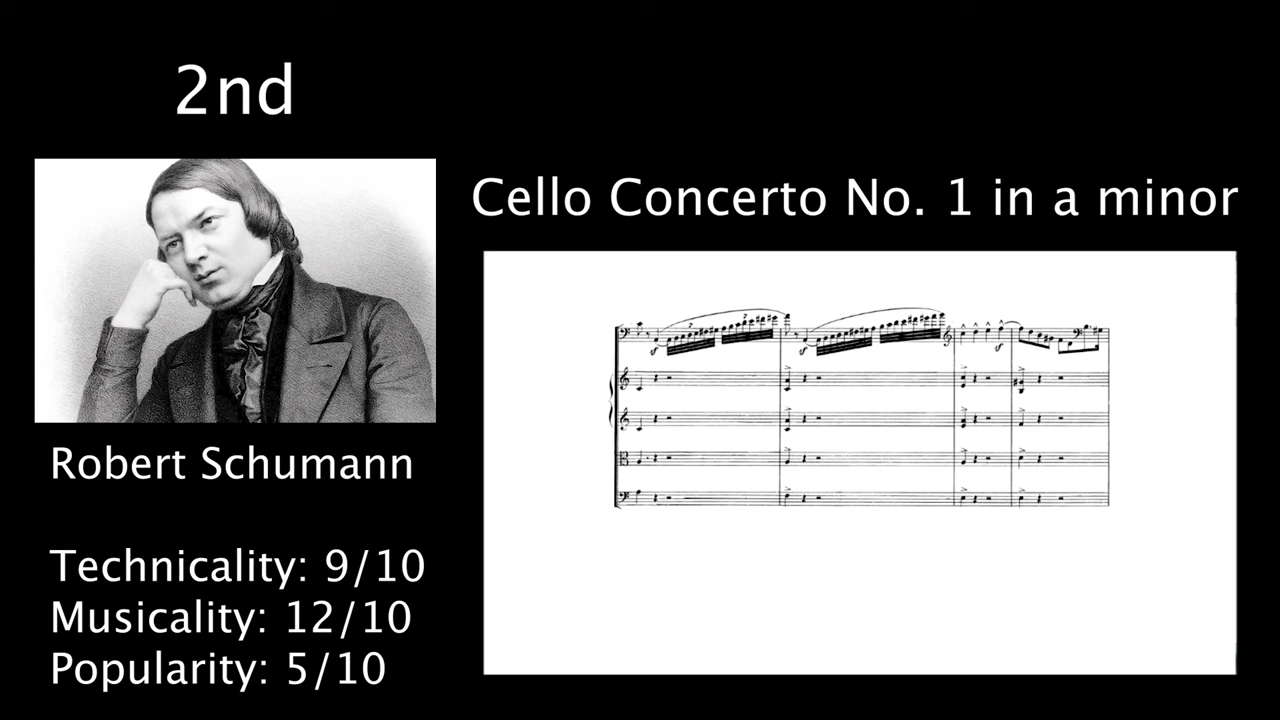 2nd
Cello Concerto No. 1 in a minor
Robert Schumann
Technicality: 9/10
Musicality: 12/10
Popularity: 5/10